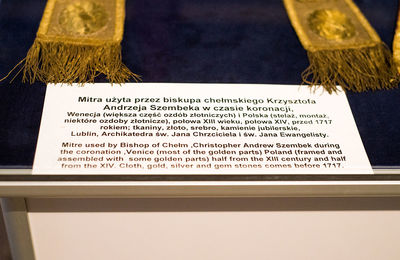 Mitra użyta przez biskupa chełmskiego Krzysztofa
Andrzeja Szembeka w czasie koronacji,
Wenecja (większa część ozdób złotniczych) i Polska (stelaż, montaż,
niektóre ozdoby złotnicze), połowa XIII wieku, połowa XIV, przed 1717
rokiem; tkaniny, złoto, srebro, kamienie jubilerskie,
Lublin, Archikatedra św. Jana Chrzciciela i św. Jana Ewangelisty.
Mitre used by Bishop of Chelm ,Christopher Andrew Szembek during
the coronation ,Venice (most of the golden parts) Poland (framed and
assembled with some golden parts) half from the XIII century and half
from the XIV. Cloth, gold, silver and gem stones comes before 1717.